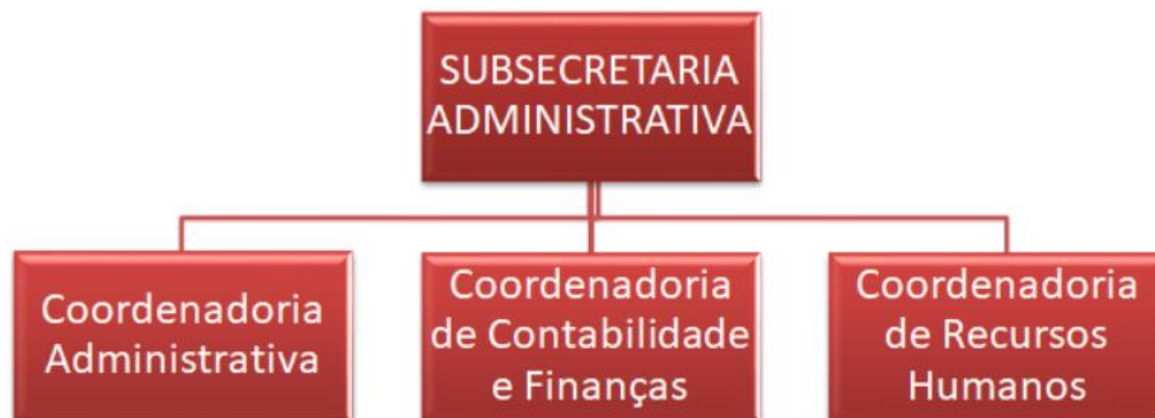 SUBSECRETARIA
ADMINISTRATIVA
Coordenadoria
Administrativa
Coordenadoria
de Contabilidade
e Finanças
Coordenadoria
de Recursos
Humanos